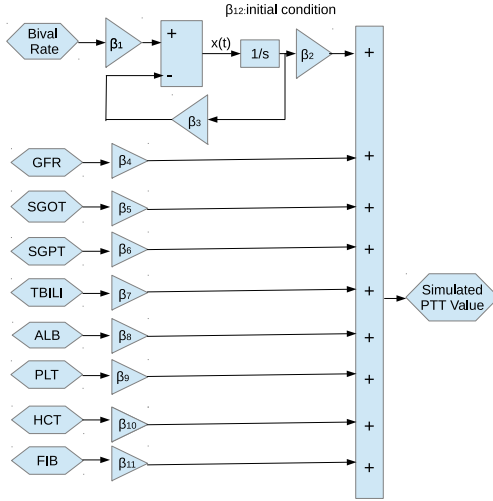 β12:initial condition
Bival
Rate
β1
+
-
x(t)
1/s
β2
+
β3
GFR
β4
+
SGOT
β5
+
SGPT
β6
+
TBILI
β7
+
Simulated
PTT Value
ALB
β8
+
PLT
β9
+
HCT
β10
+
FIB
β11
+